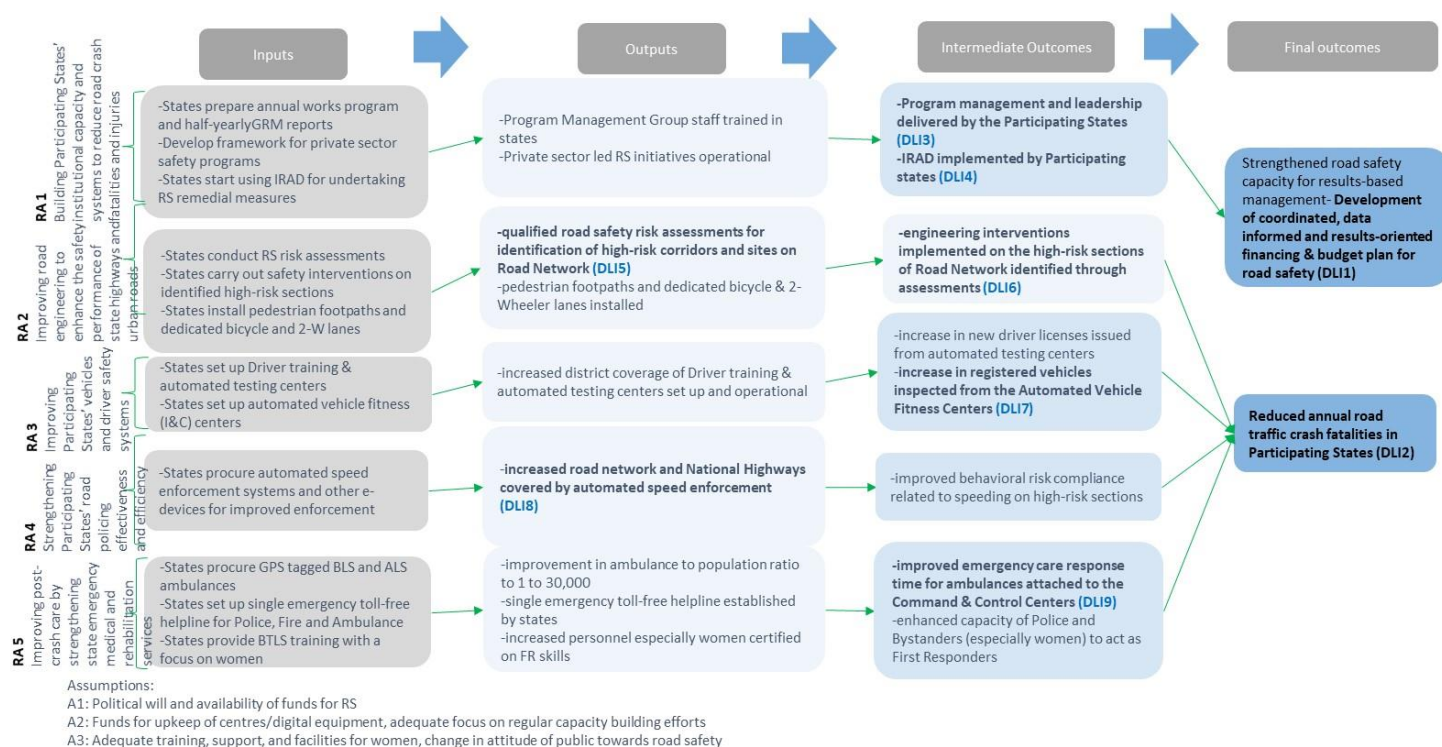 Inputs
Outputs
Intermediate Outcomes
Final outcomes
RA1
Building Participating States'
institutional capacity and
systems to reduce road crash
fatalities and injuries
-States prepare annual works program
and half-yearlyGRM reports
-Develop framework for private sector
safety programs
-States start using IRAD for undertaking
RS remedial measures
-Program Management Group staff trained in
states
-Private sector led RS initiatives operational
-Program management and leadership
delivered by the Participating States
(DLI3)
-IRAD implemented by Participating
states (DLI4)
Strengthened road safety
capacity for results-based
management- Development
of coordinated, data
informed and results-oriented
financing & budget plan for
road safety (DLI1)
RA2
Improving road
engineering to
enhance the safety
performance of
state highways and
urban roads
-States conduct RS risk assessments
-States carry out safety interventions on
identified high-risk sections
-States install pedestrian footpaths and
dedicated bicycle and 2-W lanes
-qualified road safety risk assessments for
identification of high-risk corridors and sites on
Road Network (DLI5)
-pedestrian footpaths and dedicated bicycle & 2-
Wheeler lanes installed
-engineering interventions
implemented on the high-risk sections
of Road Network identified through
assessments (DLI6)
RA3
Improving
Participating
States' vehicles
and driver safety
systems
-States set up Driver training &
automated testing centers
-States set up automated vehicle fitness
(I&C) centers
-increased district coverage of Driver training &
automated testing centers set up and operational
-increase in new driver licenses issued
from automated testing centers
-increase in registered vehicles
inspected from the Automated Vehicle
Fitness Centers (DLI7)
Reduced annual road
traffic crash fatalities in
Participating States (DLI2)
RA4
Strengthening
Participating
States' road
policing
effectiveness
and efficiency
-States procure automated speed
enforcement systems and other e-
devices for improved enforcement
-increased road network and National Highways
covered by automated speed enforcement
(DLI8)
-improved behavioral risk compliance
related to speeding on high-risk sections
RA5
Improving post-
crash care by
strengthening
state emergency
medical and
rehabilitation
services
-States procure GPS tagged BLS and ALS
ambulances
-States set up single emergency toll-free
helpline for Police, Fire and Ambulance
-States provide BTLS training with a
focus on women
-improvement in ambulance to population ratio
to 1 to 30,000
-single emergency toll-free helpline established
by states
-increased personnel especially women certified
on FR skills
-improved emergency care response
time for ambulances attached to the
Command & Control Centers (DLI9)
-enhanced capacity of Police and
Bystanders (especially women) to act as
First Responders
Assumptions:
A1: Political will and availability of funds for RS
A2: Funds for upkeep of centres/digital equipment, adequate focus on regular capacity building efforts
A3: Adequate training, support, and facilities for women, change in attitude of public towards road safety